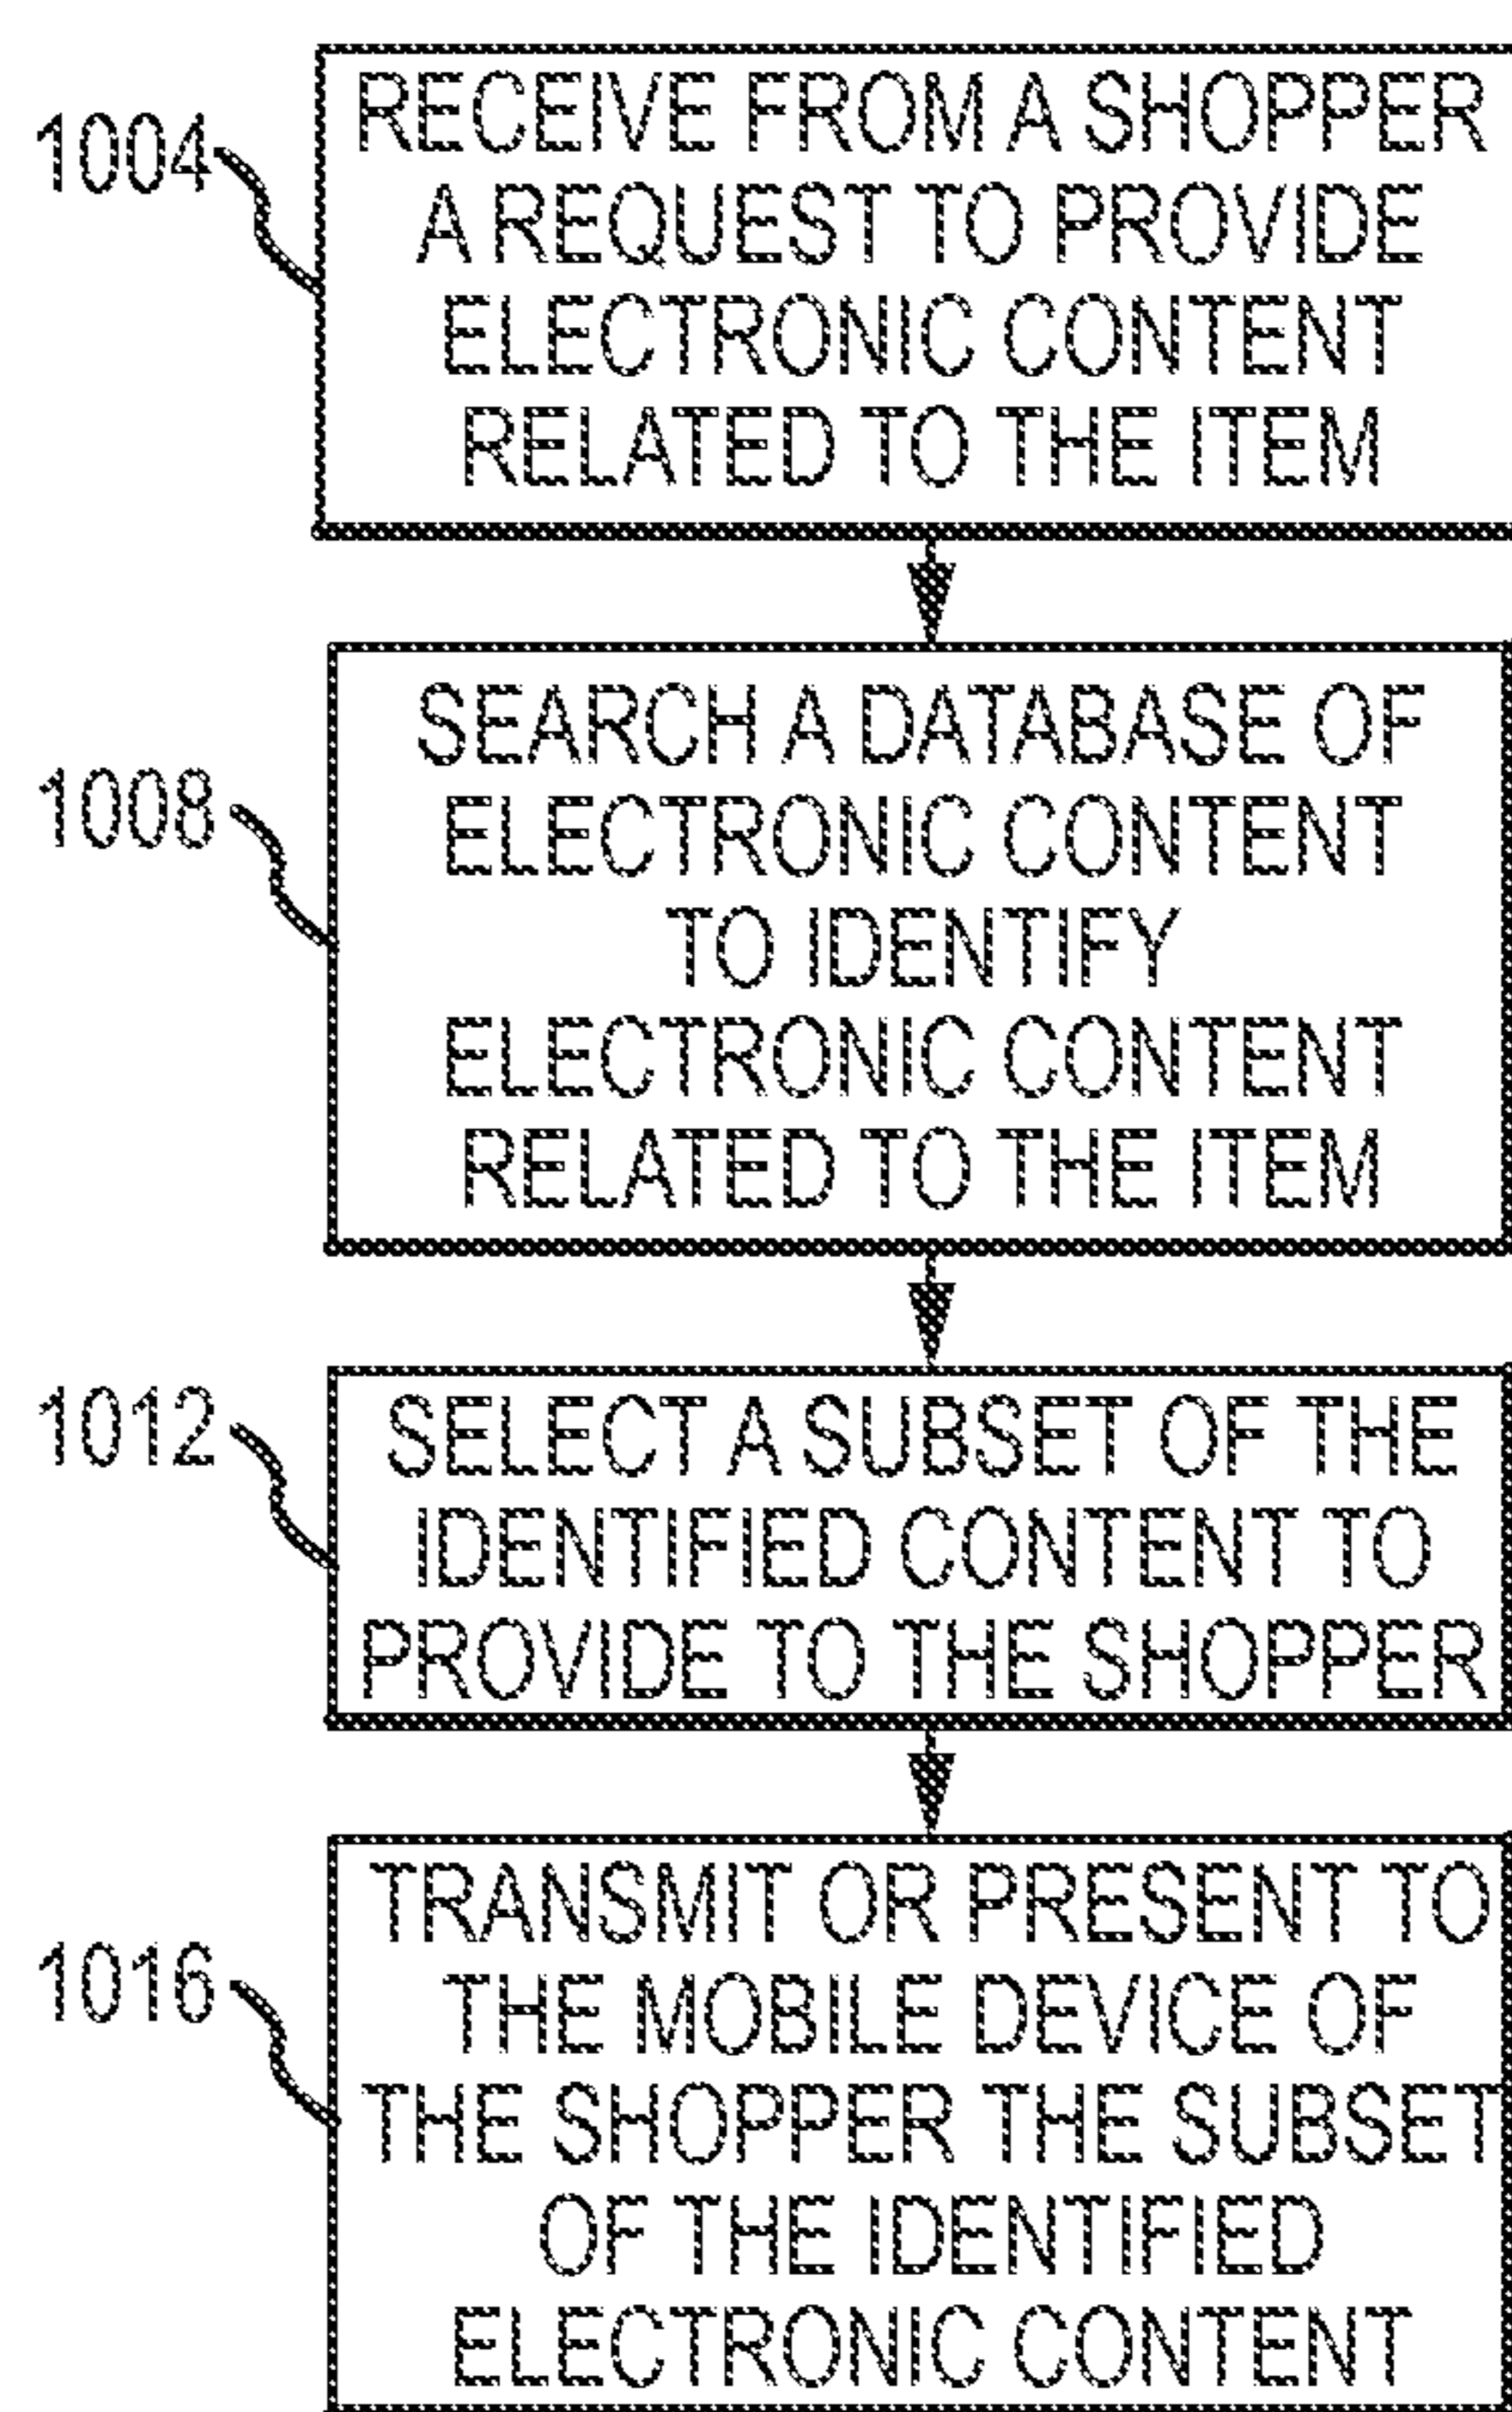 1004
RECEIVE FROM A SHOPPER
A REQUEST TO PROVIDE
ELECTRONIC CONTENT
RELATED TO THE ITEM
1008
SEARCH A DATABASE OF
ELECTRONIC CONTENT
TO IDENTIFY
ELECTRONIC CONTENT
RELATED TO THE ITEM
1012
SELECT A SUBSET OF THE
IDENTIFIED CONTENT TO
PROVIDE TO THE SHOPPER
1016
TRANSMIT OR PRESENT TO
THE MOBILE DEVICE OF
THE SHOPPER THE SUBSET
OF THE IDENTIFIED
ELECTRONIC CONTENT